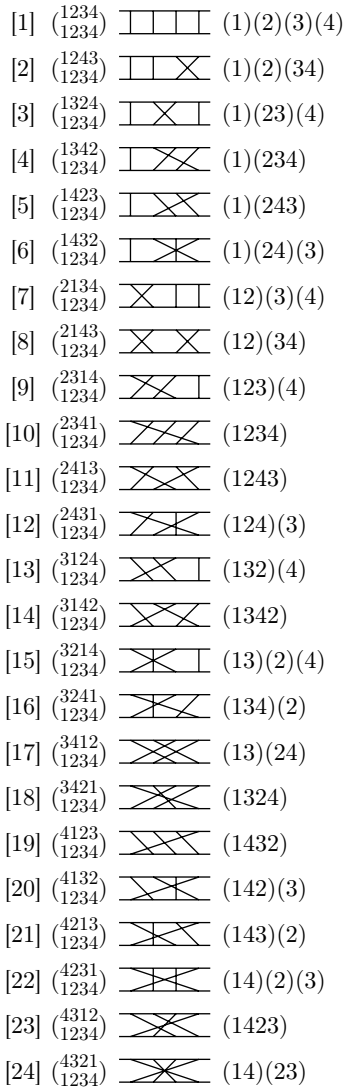 [1] (1234 1234) (1)(2)(3)(4)
[2] (1243 1234) (1)(2)(34)
[3] (1324 1234) (1)(23)(4)
[4] (1342 1234) (1)(234)
[5] (1423 1234) (1)(243)
[6] (1432 1234) (1)(24)(3)
[7] (2134 1234) (12)(3)(4)
[8] (2143 1234) (12)(34)
[9] (2314 1234) (123)(4)
[10] (2341 1234) (1234)
[11] (2413 1234) (1243)
[12] (2431 1234) (124)(3)
[13] (3124 1234) (132)(4)
[14] (3142 1234) (1342)
[15] (3214 1234) (13)(2)(4)
[16] (3241 1234) (134)(2)
[17] (3412 1234) (13)(24)
[18] (3421 1234) (1324)
[19] (4123 1234) (1432)
[20] (4132 1234) (142)(3)
[21] (4213 1234) (143)(2)
[22] (4231 1234) (14)(2)(3)
[23] (4312 1234) (1423)
[24] (4321 1234) (14)(23)